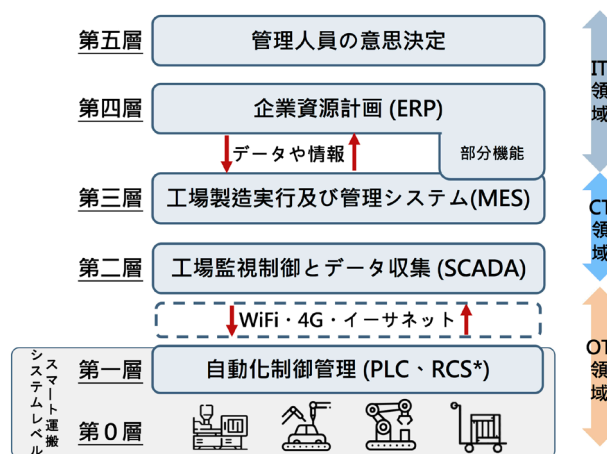 第五層
管理人員の意思決定
第四層
企業資源計画 (ERP)
データや情報
部分機能
第三層
工場製造実行及び管理システム(MES)
第二層
工場監視制御とデータ収集 (SCADA)
WiFi・4G・イーサネット
第一層
自動化制御管理 (PLC、RCS*)
第０層
スマート運搬
システムレベル
IT
領
域
CT
領
域
OT
領
域